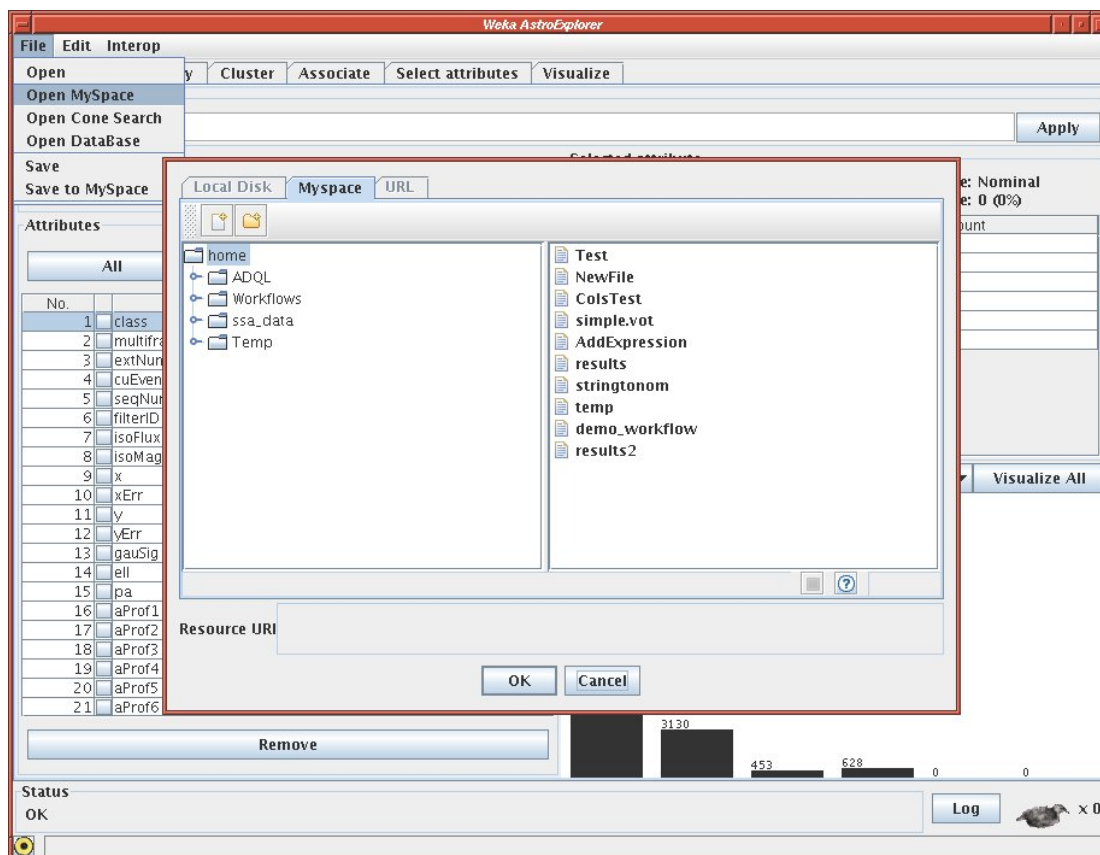 Weka AstroExplorer
File Edit Interop
Open
Open MySpace
Open Cone Search
Open DataBase
Save
Save to MySpace
y Cluster Associate Select attributes Visualize
Apply
Selected attribute
e: Nominal
e: 0 (0%)
ount
Attributes
All
No.
1 class
2 multifra
3 extNun
4 cuEven
5 seqNur
6 filterID
7 isoFlux
8 isoMag
9 x
10 xErr
11 y
12 yErr
13 gauSig
14 ell
15 pa
16 aProf1
17 aProf2
18 aProf3
19 aProf4
20 aProf5
21 aProf6
Remove
Local Disk Myspace URL
home
ADQL
Workflows
ssa_data
Temp
Test
NewFile
ColsTest
simple.vot
AddExpression
results
stringtonom
temp
demo_workflow
results2
Resource URI
OK Cancel
Visualize All
3130
453
628
0
0
Status
OK
Log
x 0